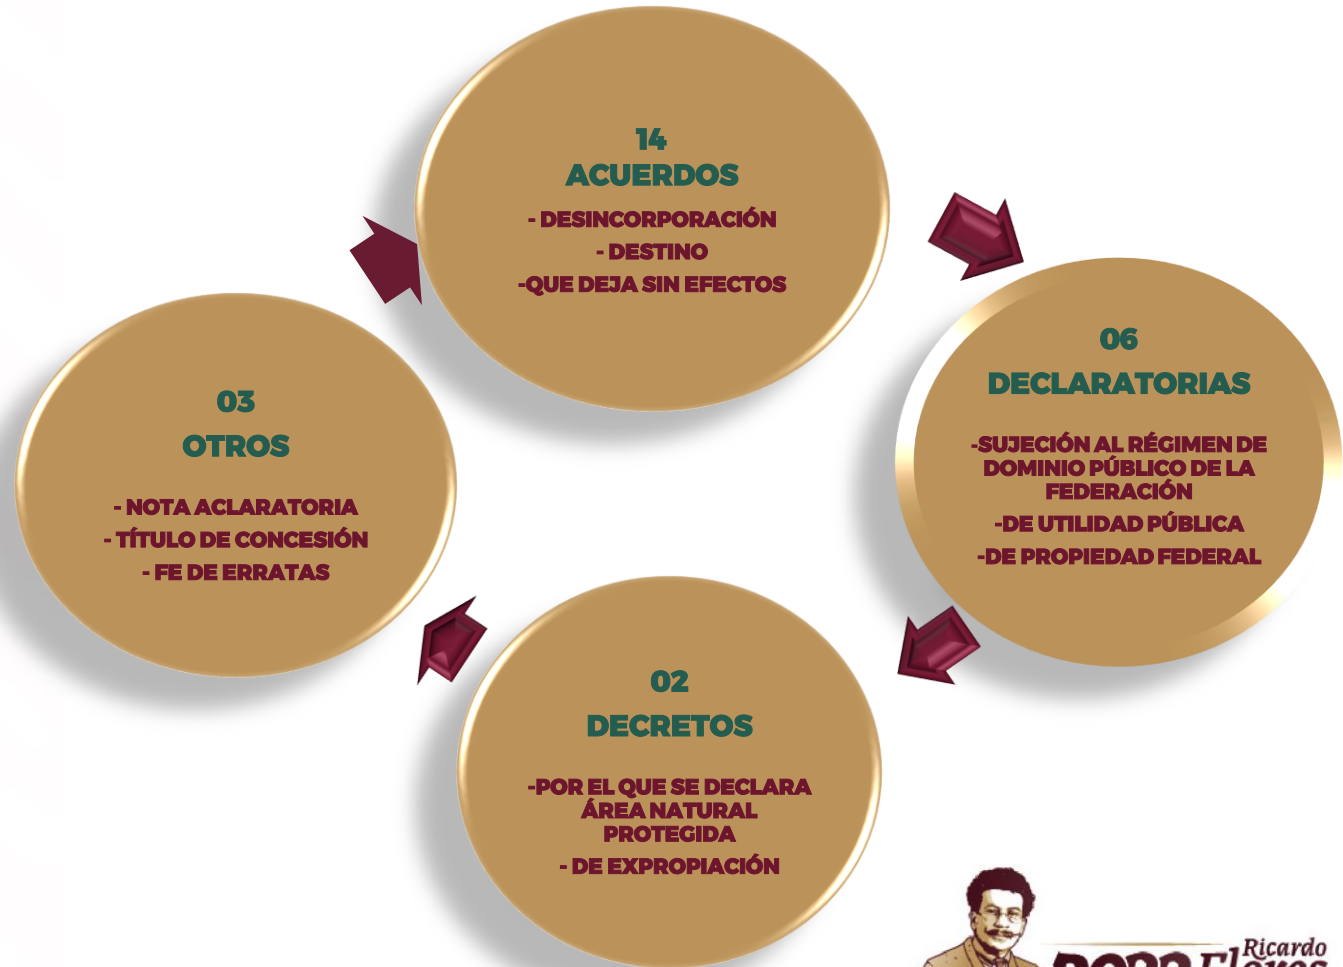 14
ACUERDOS
- DESINCORPORACIÓN
- DESTINO
-QUE DEJA SIN EFECTOS
06
DECLARATORIAS
-SUJECIÓN AL RÉGIMEN DE
DOMINIO PÚBLICO DE LA
FEDERACIÓN
-DE UTILIDAD PÚBLICA
-DE PROPIEDAD FEDERAL
03
OTROS
- NOTA ACLARATORIA
- TÍTULO DE CONCESIÓN
- FE DE ERRATAS
02
DECRETOS
-POR EL QUE SE DECLARA
ÁREA NATURAL
PROTEGIDA
- DE EXPROPIACIÓN
Ricardo
Flores